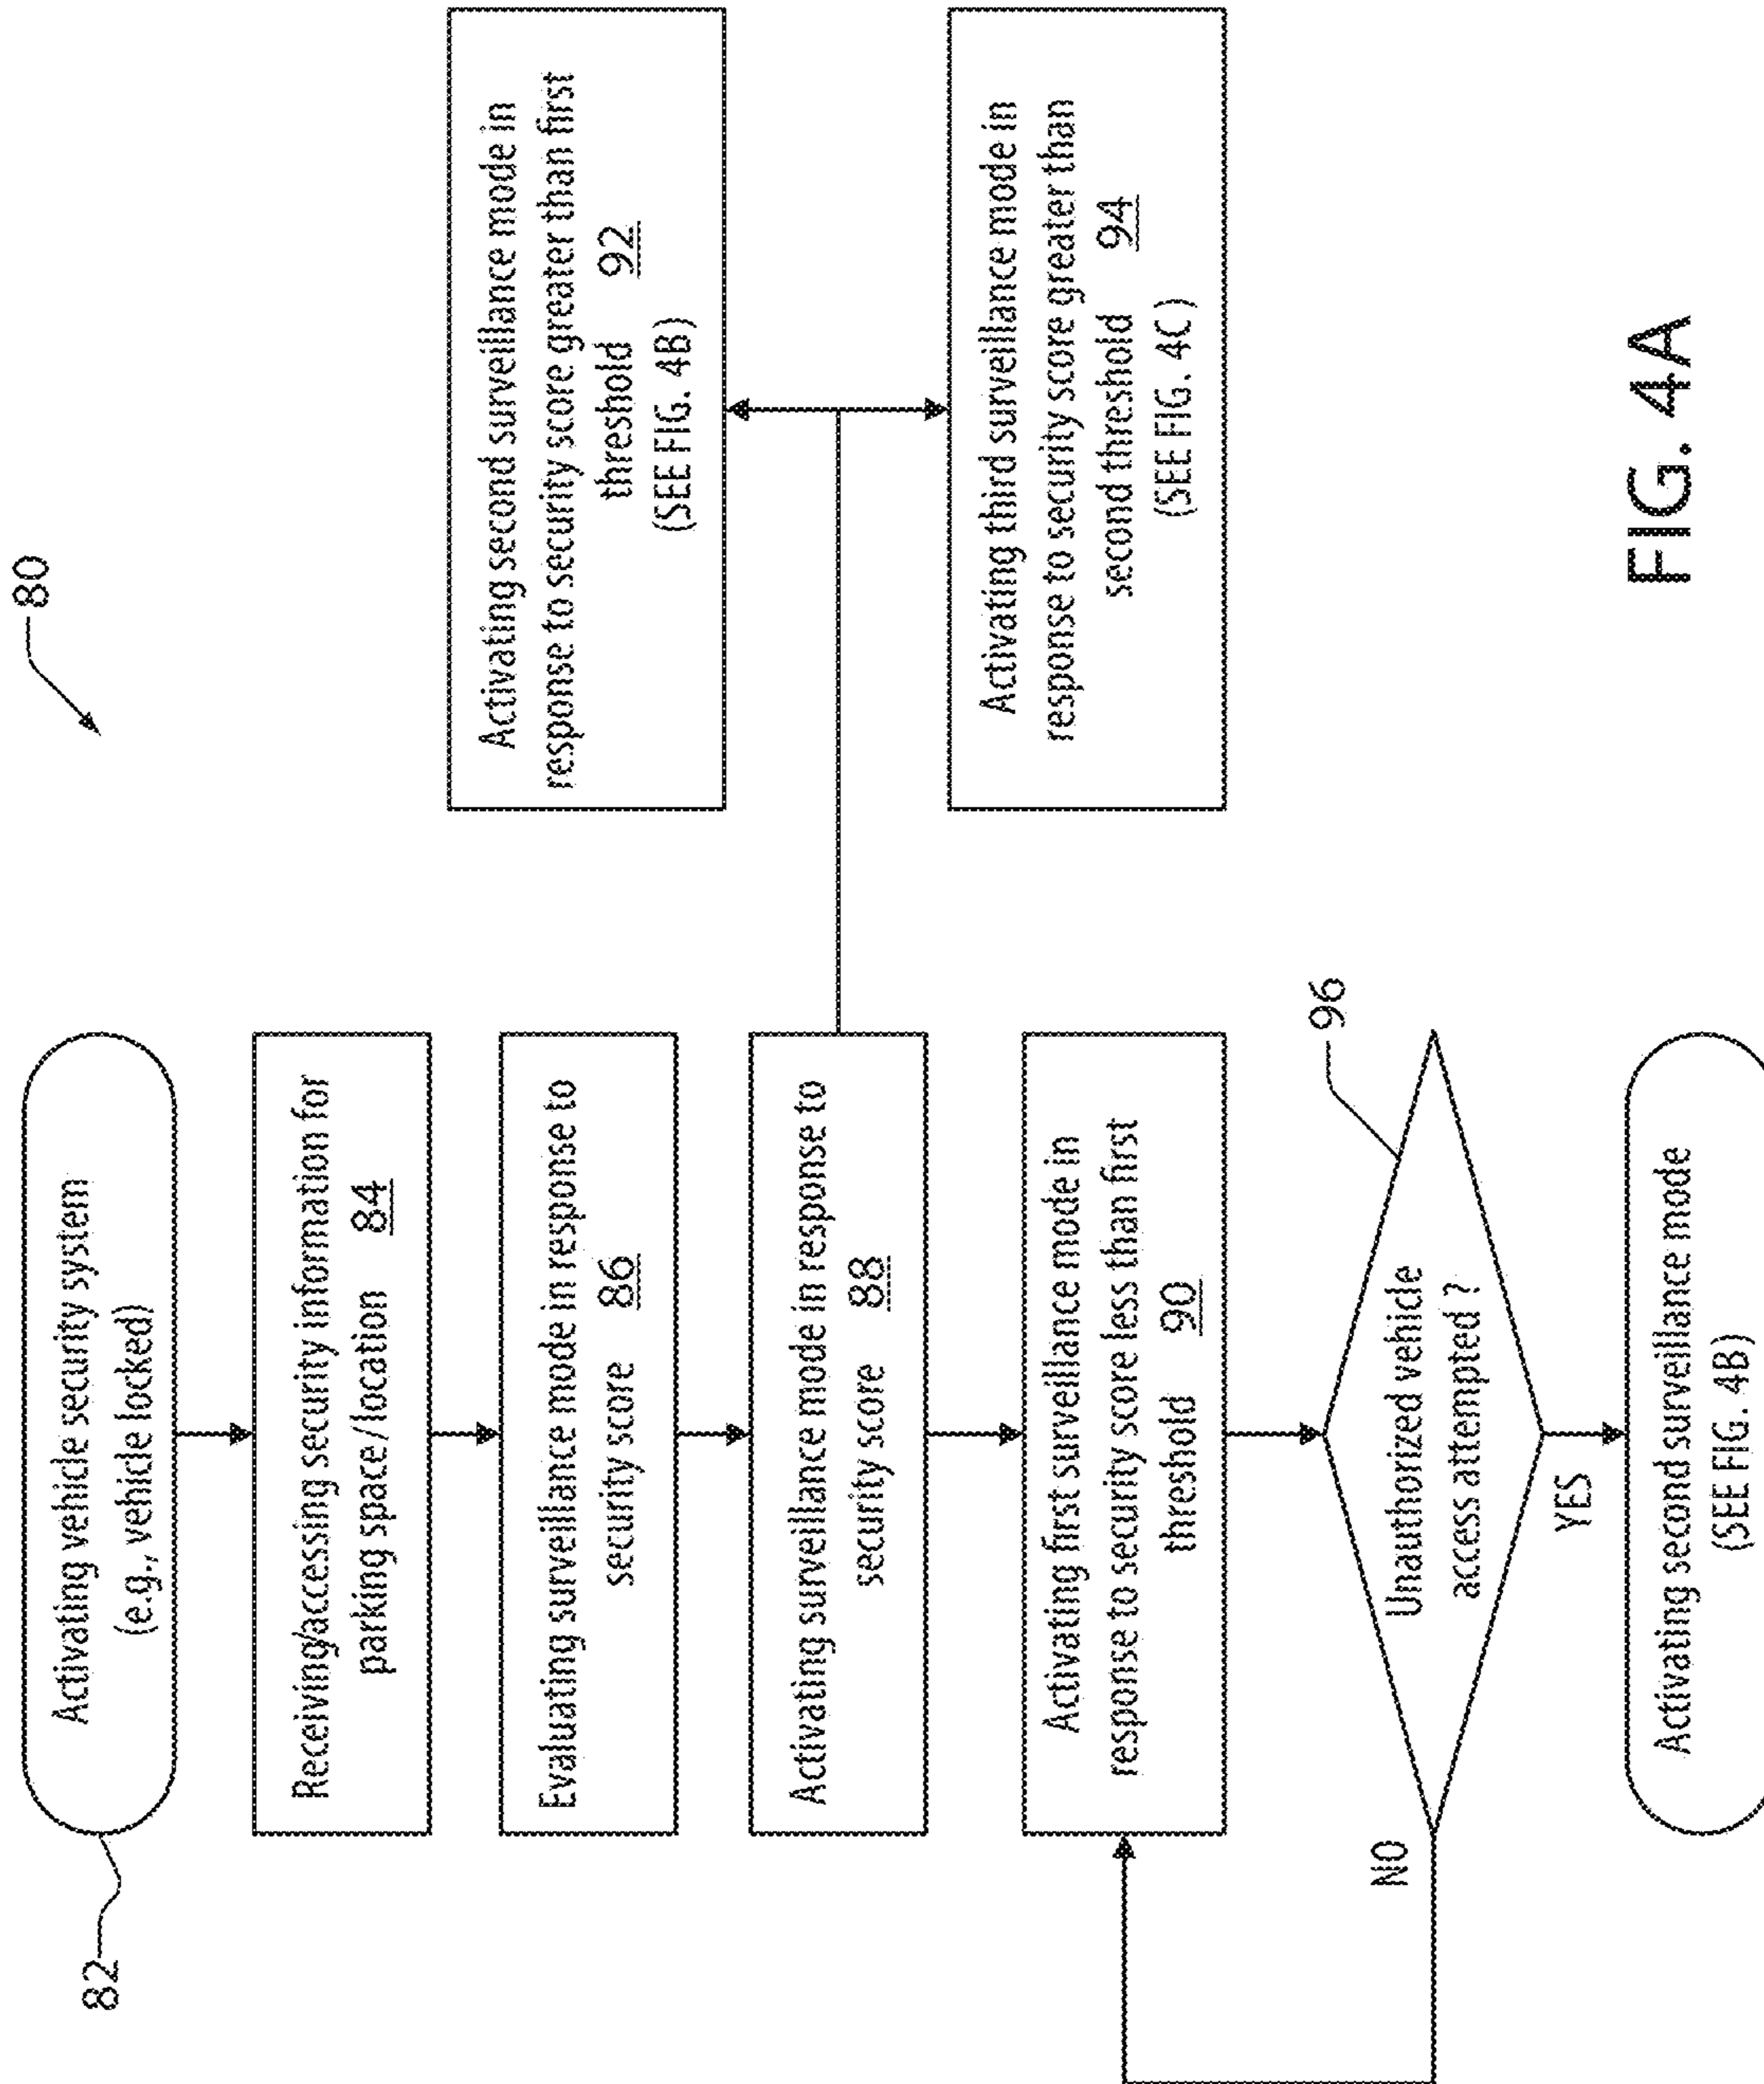 80
82
Activating vehicle security system
(e.g., vehicle locked)
Receiving/accessing security information for
parking space/location 84
Evaluating surveillance mode in response to
security score 86
Activating surveillance mode in response to
security score 88
Activating first surveillance mode in
response to security score less than first
threshold 90
Activating second surveillance mode in
response to security score greater than first
threshold 92
(SEE FIG. 4B)
Activating third surveillance mode in
response to security score greater than
second threshold 94
(SEE FIG. 4C)
96
Unauthorized vehicle
access attempted ?
NO
YES
Activating second surveillance mode
(SEE FIG. 4B)
FIG. 4A